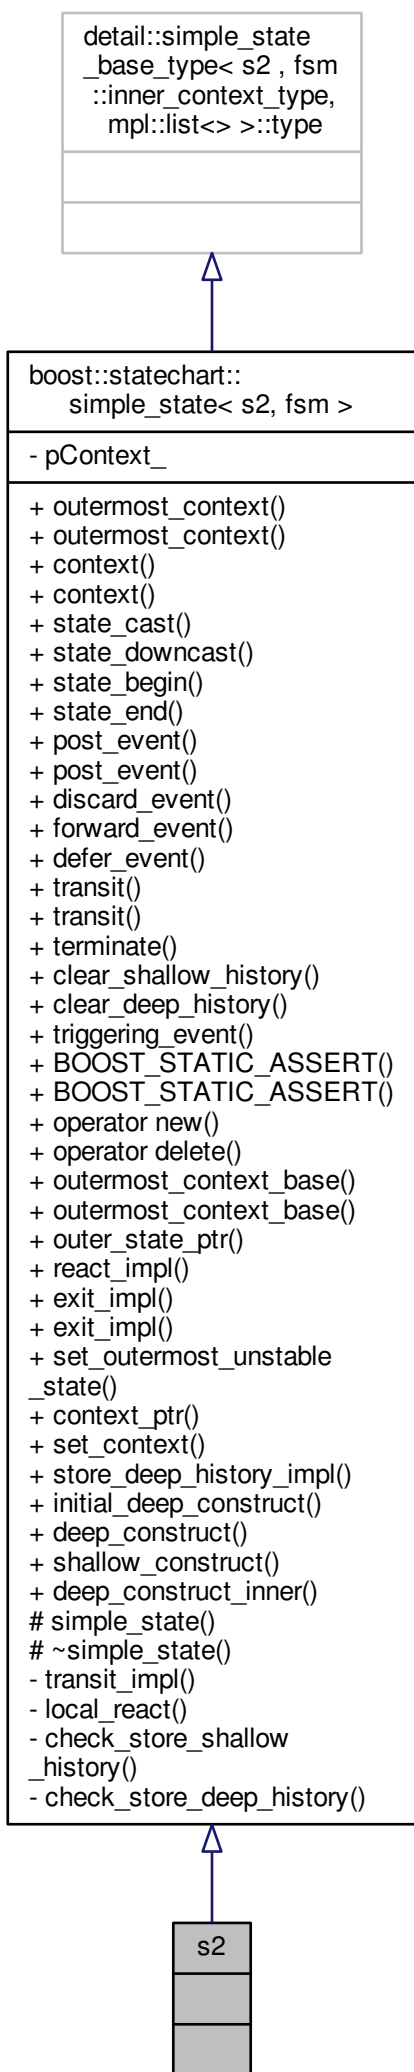 detail::simple_state
_base_type< s2 , fsm
::inner_context_type,
mpl::list<> >::type
boost::statechart::
simple_state< s2, fsm >
- pContext_
+ outermost_context()
+ outermost_context()
+ context()
+ context()
+ state_cast()
+ state_downcast()
+ state_begin()
+ state_end()
+ post_event()
+ post_event()
+ discard_event()
+ forward_event()
+ defer_event()
+ transit()
+ transit()
+ terminate()
+ clear_shallow_history()
+ clear_deep_history()
+ triggering_event()
+ BOOST_STATIC_ASSERT()
+ BOOST_STATIC_ASSERT()
+ operator new()
+ operator delete()
+ outermost_context_base()
+ outermost_context_base()
+ outer_state_ptr()
+ react_impl()
+ exit_impl()
+ exit_impl()
+ set_outermost_unstable
_state()
+ context_ptr()
+ set_context()
+ store_deep_history_impl()
+ initial_deep_construct()
+ deep_construct()
+ shallow_construct()
+ deep_construct_inner()
# simple_state()
# ~simple_state()
- transit_impl()
- local_react()
- check_store_shallow
_history()
- check_store_deep_history()
s2